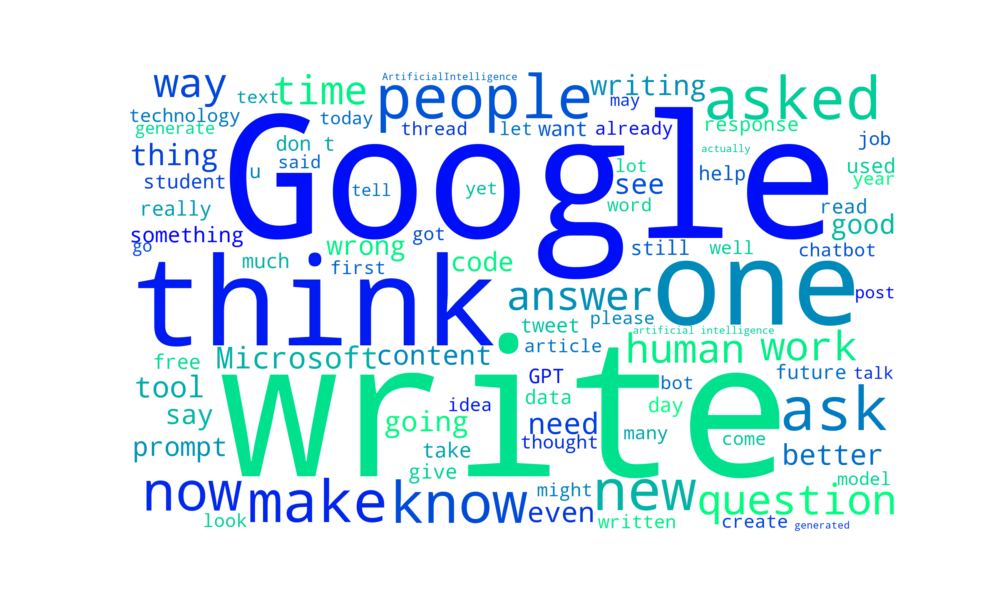 ArtificialIntelligence
way text time people writing may asked
technology today thread let want already response job
generate don t
thing said actually
student u tell yet lot see help used
year
really Google word read
something wrong got still well good
go chatbot
much first code
think answer one post
please
tweet artificial intelligence
free Microsoft content article human work
tool GPT bot future talk
say idea data day ask
prompt write going need many
thought come better
take
give model
now make know might new question
look even written create generated